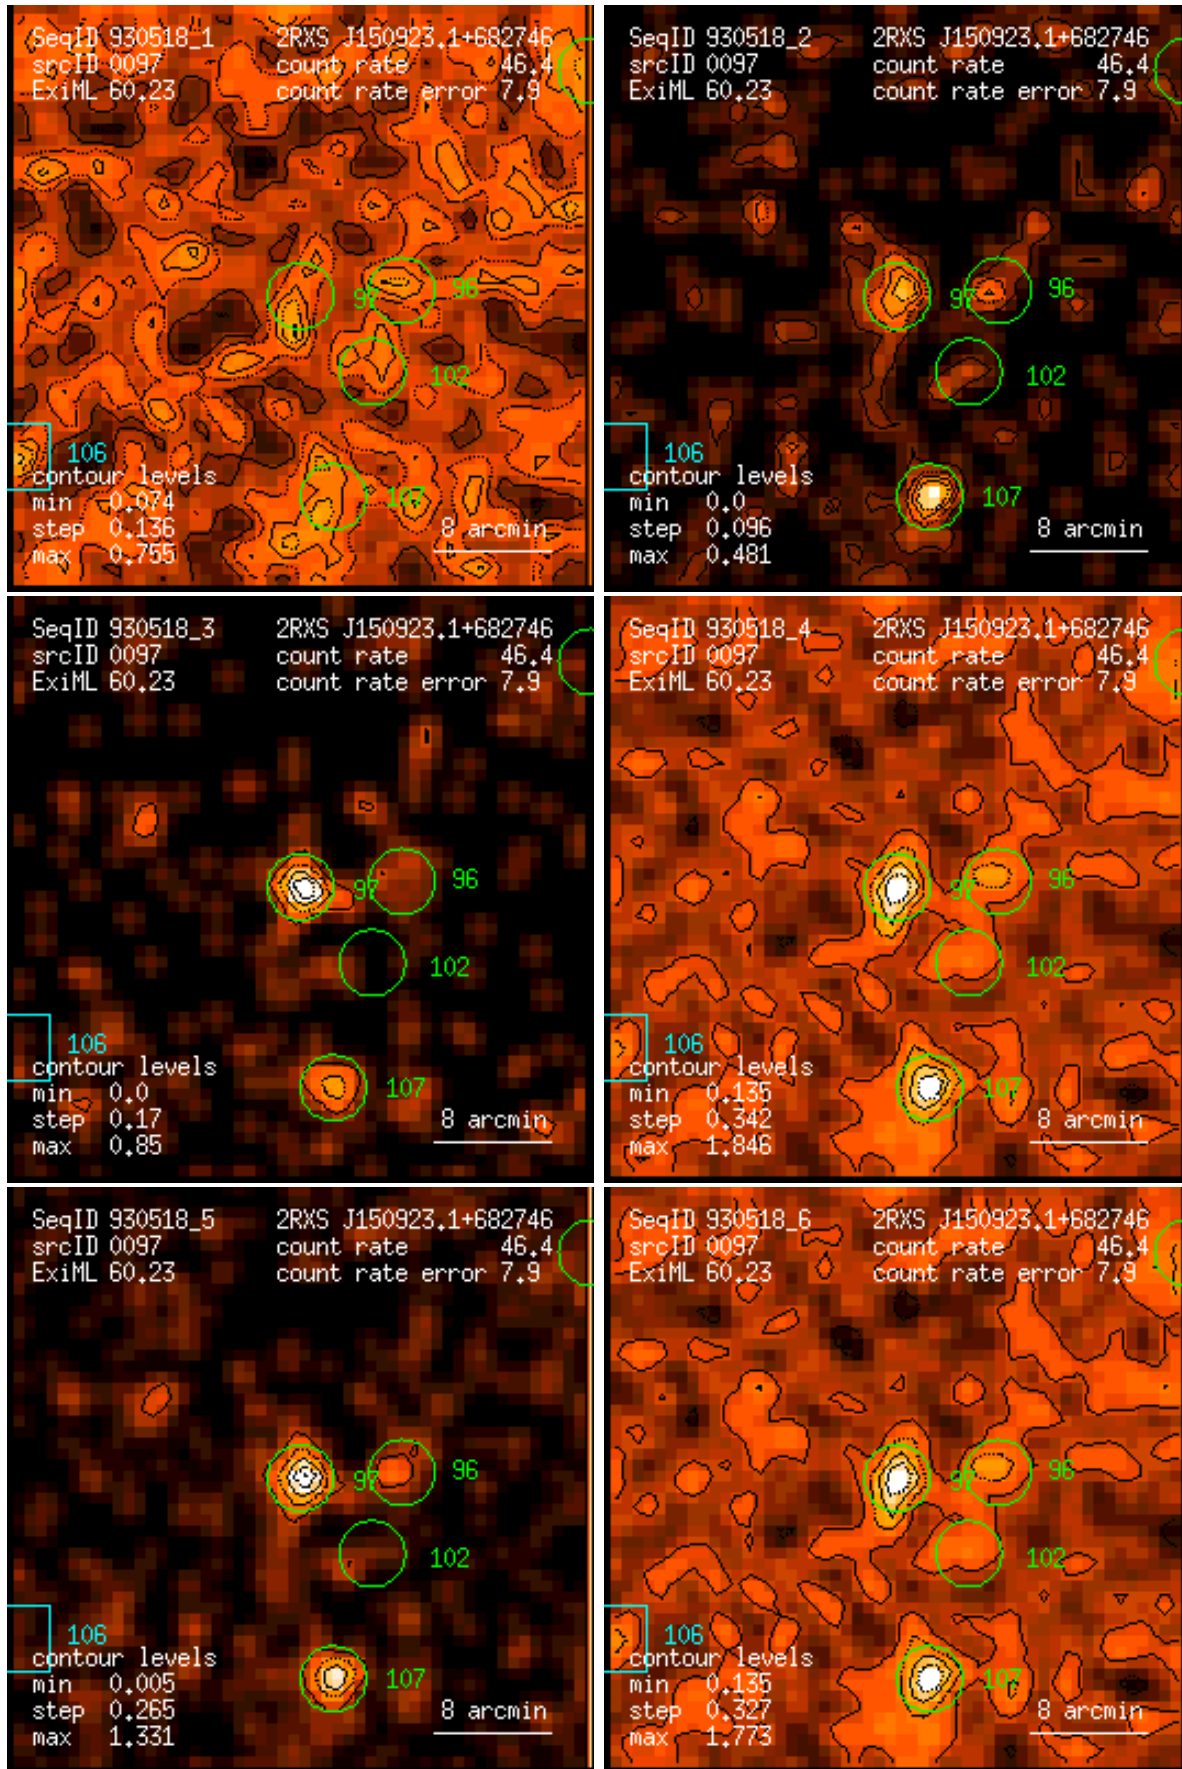 SeqID 930518_1 2RXS J150923.1+682746
srcID 0097 count rate 46.4
ExiML 60.23 count rate error 7.9
97 96
102
106
contour levels
107
min 0.074
step 0.136 8 arcmin
max 0.755
SeqID 930518_2 2RXS J150923.1+682746
srcID 0097 count rate 46.4
ExiML 60.23 count rate error 7.9
97 96
102
106
contour levels
107
min 0.0
step 0.096 8 arcmin
max 0.481
SeqID 930518_3 2RXS J150923.1+682746
srcID 0097 count rate 46.4
ExiML 60.23 count rate error 7.9
97 96
102
106
contour levels
107
min 0.0
step 0.17 8 arcmin
max 0.85
SeqID 930518_4 2RXS J150923.1+682746
srcID 0097 count rate 46.4
ExiML 60.23 count rate error 7.9
97 96
102
106
contour levels
107
min 0.135
step 0.342 8 arcmin
max 1.846
SeqID 930518_5 2RXS J150923.1+682746
srcID 0097 count rate 46.4
ExiML 60.23 count rate error 7.9
97 96
102
106
contour levels
107
min 0.005
step 0.265 8 arcmin
max 1.331
SeqID 930518_6 2RXS J150923.1+682746
srcID 0097 count rate 46.4
ExiML 60.23 count rate error 7.9
97 96
102
106
contour levels
107
min 0.135
step 0.327 8 arcmin
max 1.773